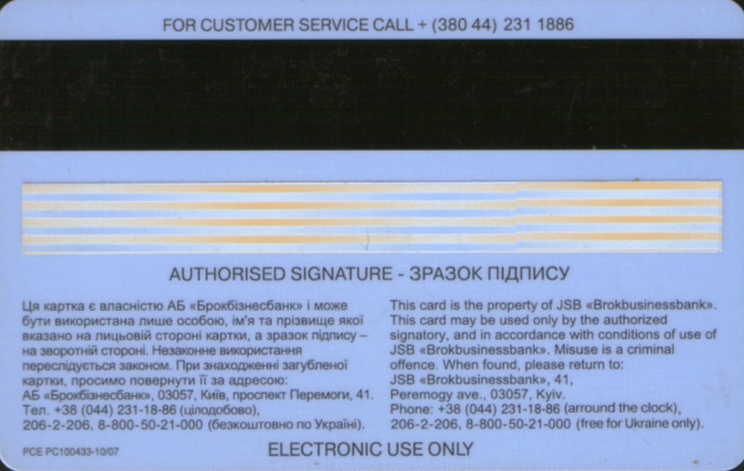 FOR CUSTOMER SERVICE CALL + (380 44) 231 1886
AUTHORISED SIGNATURE - ЗРАЗОК ПІДПИСУ
Ця картка є власністю АБ «Брокбізнесбанк» і може
бути використана лише особою, ім'я та прізвище якої
вказано на лицьовій стороні картки, а зразок підпису –
на зворотній стороні. Незаконне використання
переслідується законом. При знаходженні загубленої
картки, просимо повернути її за адресою:
АБ «Брокбізнесбанк», 03057, Київ, проспект Перемоги, 41.
Тел. +38 (044) 231-18-86 (цілодобово),
206-2-206, 8-800-50-21-000 (безкоштовно по Україні).
This card is the property of JSB «Brokbusinessbank».
This card may be used only by the authorized
signatory, and in accordance with conditions of use of
JSB «Brokbusinessbank». Misuse is a criminal
offence. When found, please return to:
JSB «Brokbusinessbank», 41,
Peremogy ave., 03057, Kyiv.
Phone: +38 (044) 231-18-86 (arround the clock),
206-2-206, 8-800-50-21-000 (free for Ukraine only).
PCE PC100433-10/07
ELECTRONIC USE ONLY